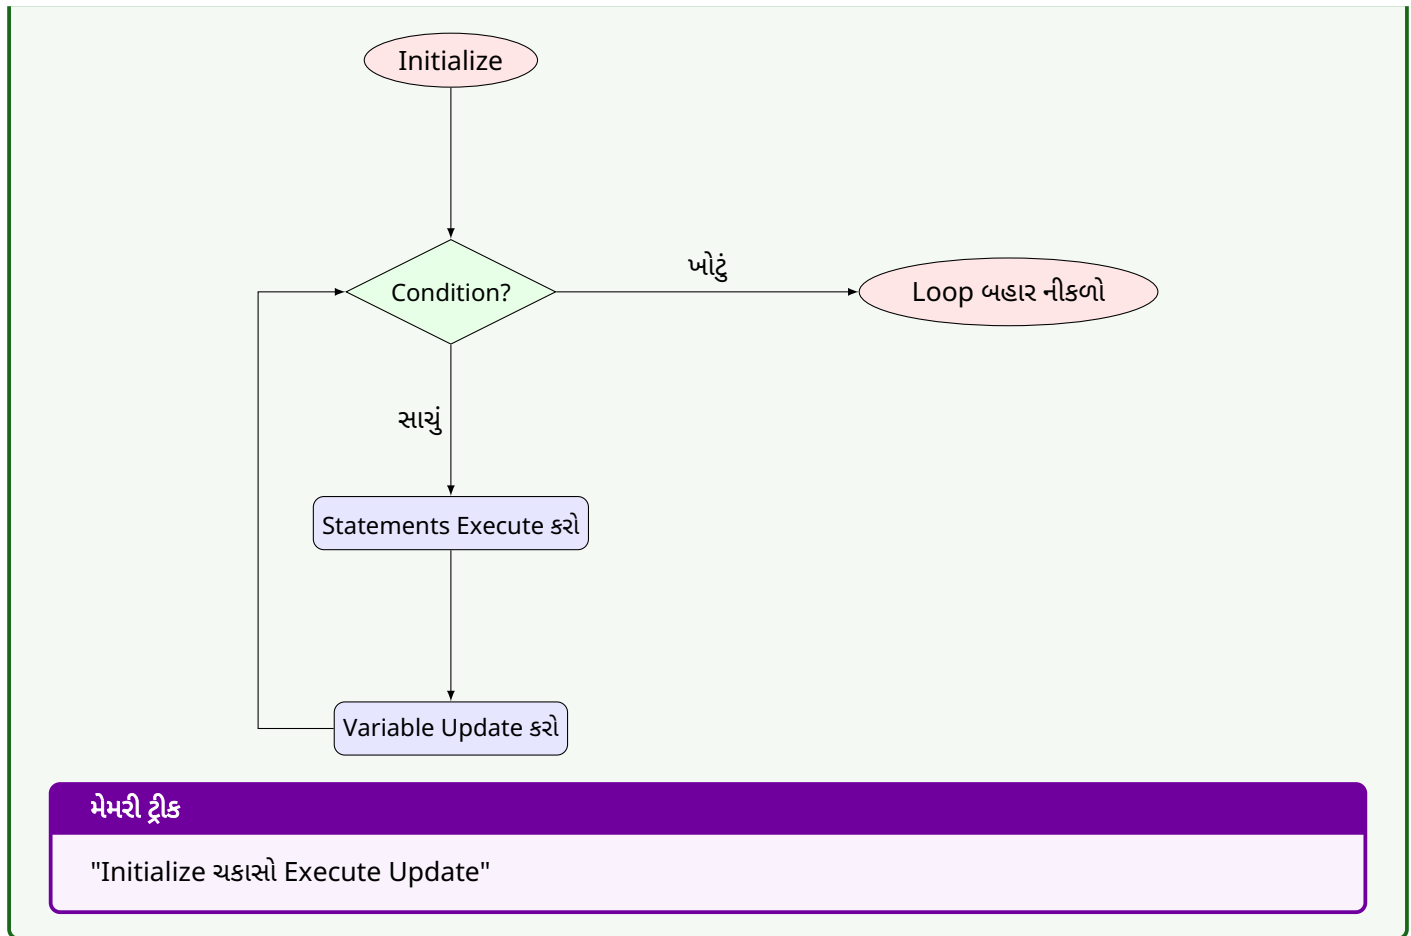 Initialize
Condition?
ખોટું
Loop બહાર નીકળો
સાચું
Statements Execute કરો
Variable Update કરો
મેમરી ટ્રીક
"Initialize ચકાસો Execute Update"